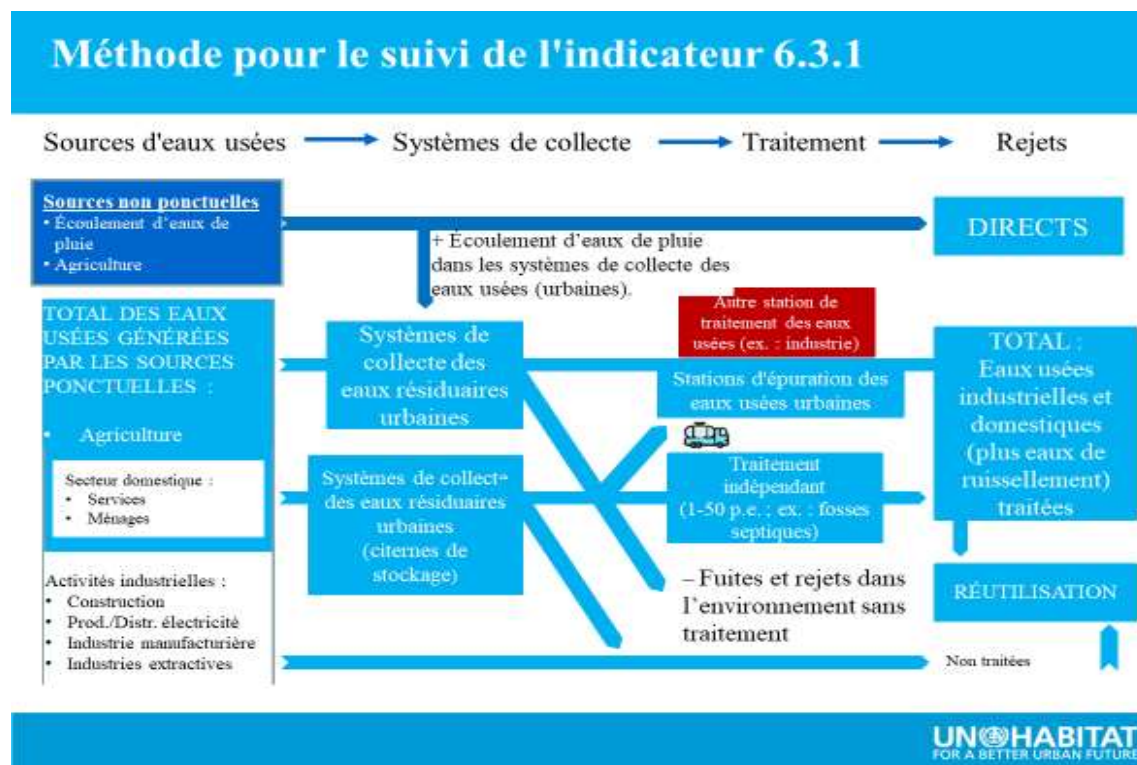 Méthode pour le suivi de l'indicateur 6.3.1
Sources d'eaux usées
Systèmes de collecte
Traitement
Rejets
Sources non ponctuelles
• Écoulement d'eaux de
pluie
• Agriculture
DIRECTS
+ Écoulement d'eaux de pluie
dans les systèmes de collecte des
eaux usées (urbaines).
TOTAL DES EAUX
USÉES GÉNÉRÉES
PAR LES SOURCES
PONCTUELLES :
• Agriculture
Secteur domestique :
• Services
• Ménages
Activités industrielles :
• Construction
• Prod./Distr. électricité
• Industrie manufacturière
• Industries extractives
Systèmes de
collecte des
eaux résiduaires
urbaines
Systèmes de collecte
des eaux résiduaires
urbaines
(citernes de
stockage)
Autre station de
traitement des eaux
usées (ex. : industrie)
Stations d'épuration des
eaux usées urbaines
Traitement
indépendant
(1-50 p.e. ; ex. : fosses
septiques)
– Fuites et rejets dans
l'environnement sans
traitement
TOTAL :
Eaux usées
industrielles et
domestiques
(plus eaux de
ruissellement)
traitées
RÉUTILISATION
Non traitées
UN HABITAT
FOR A BETTER URBAN FUTURE